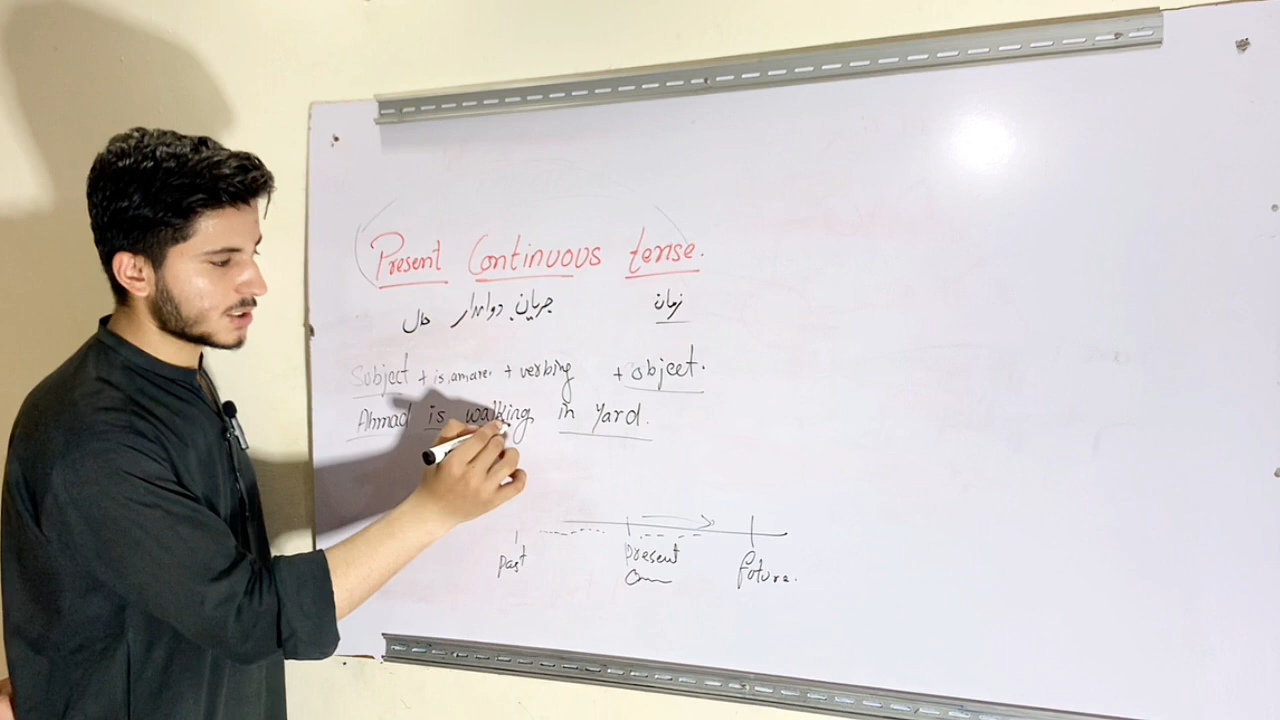 Present Continuous tense.
زمان جریان دوامدار حال
Subject + is, am are. + verbing + object.
Ahmad is walking in Yard.
Past Present future.